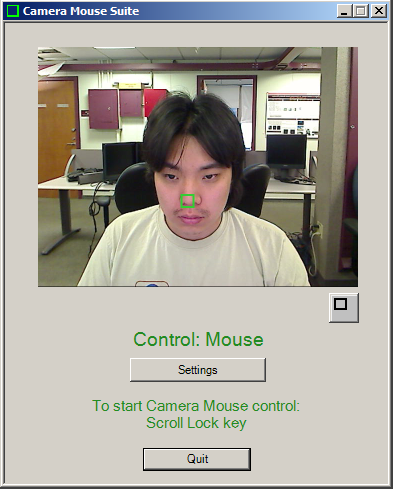 Camera Mouse Suite
Control: Mouse
Settings
To start Camera Mouse control:
Scroll Lock key
Quit